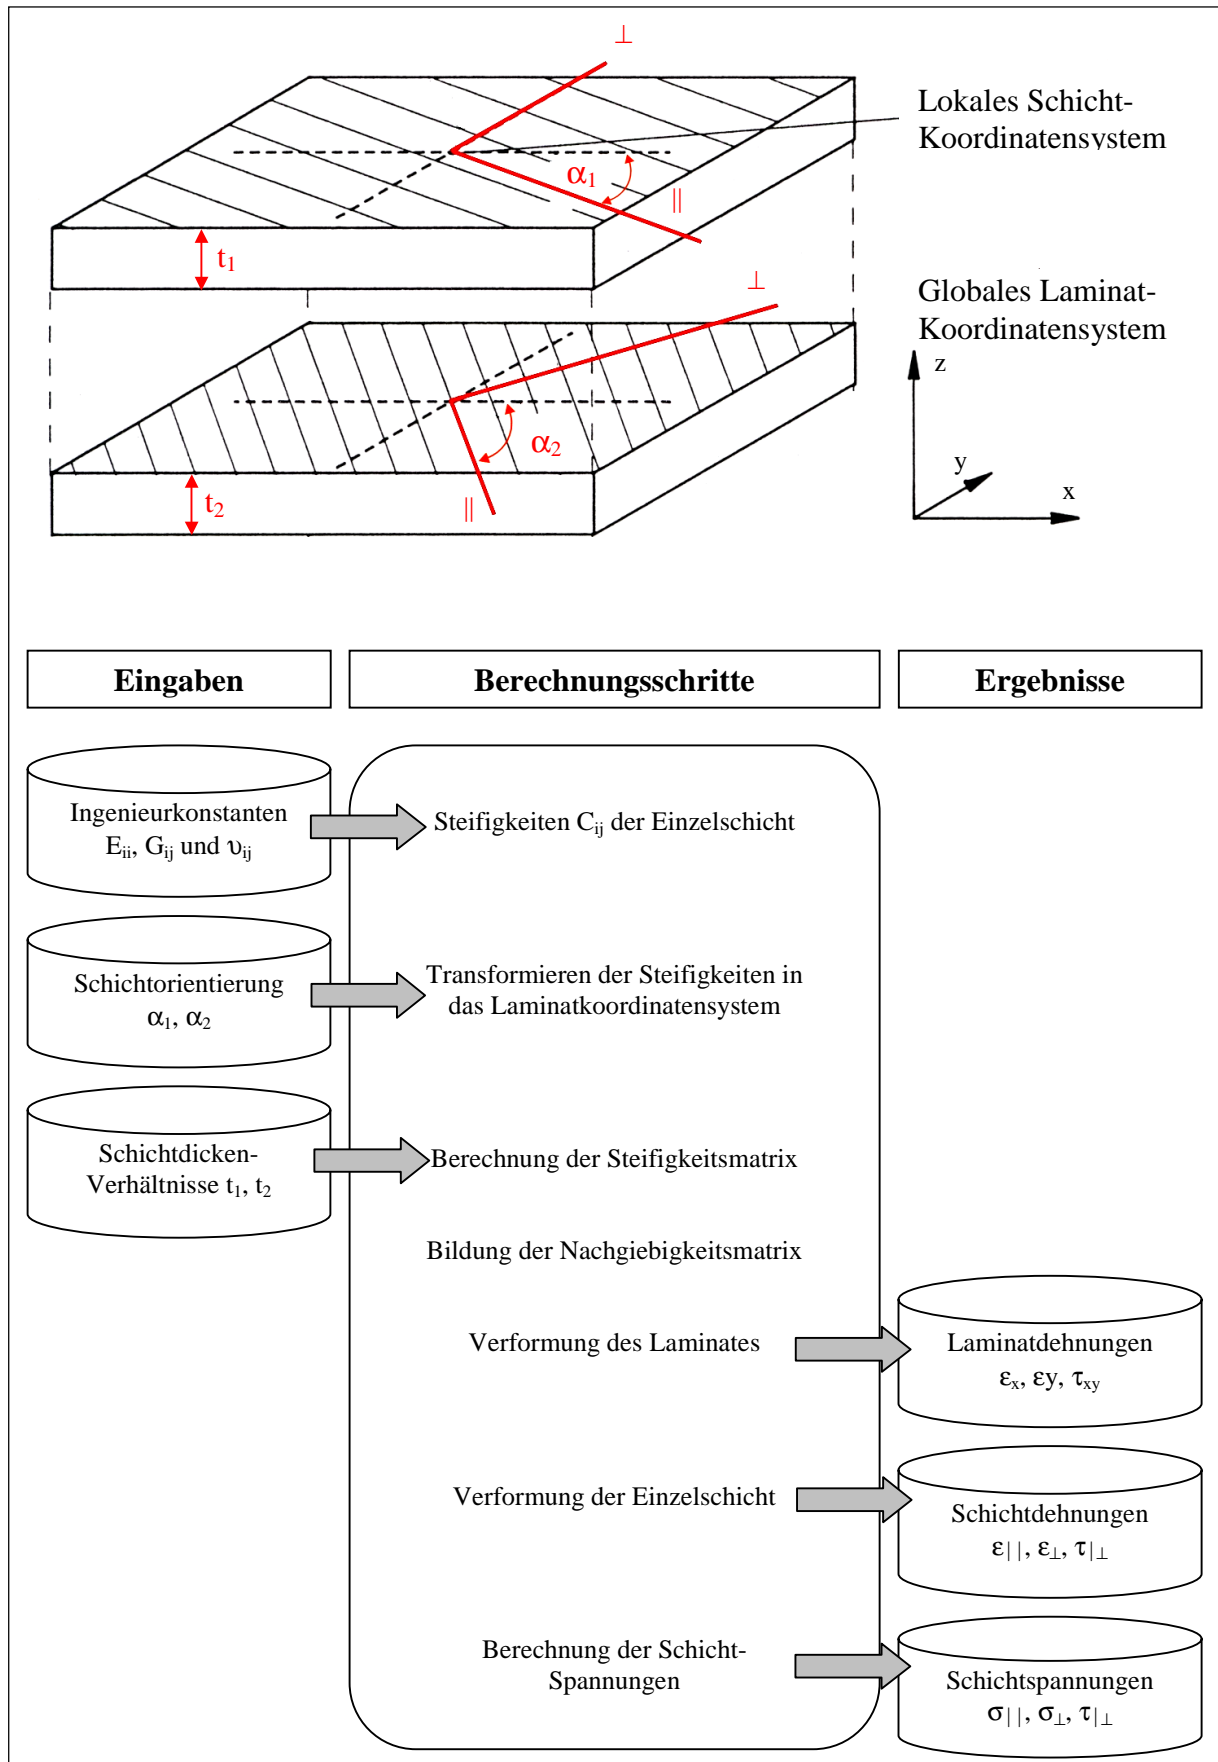 ⊥
Lokales Schicht-
Koordinatensystem
α1
||
t1
Globales Laminat-
Koordinatensystem
⊥
z
α2
y
x
t2
||
Eingaben
Berechnungsschritte
Ergebnisse
Ingenieurkonstanten
Eii, Gij und υij
Steifigkeiten Cij der Einzelschicht
Schichtorientierung
α1, α2
Transformieren der Steifigkeiten in
das Laminatkoordinatensystem
Schichtdicken-
Verhältnisse t1, t2
Berechnung der Steifigkeitsmatrix
Bildung der Nachgiebigkeitsmatrix
Verformung des Laminates
Laminatdehnungen
εx, εy, τxy
Verformung der Einzelschicht
Schichtdehnungen
ε||, ε⊥, τ|⊥
Berechnung der Schicht-
Spannungen
Schichtspannungen
σ||, σ⊥, τ|⊥